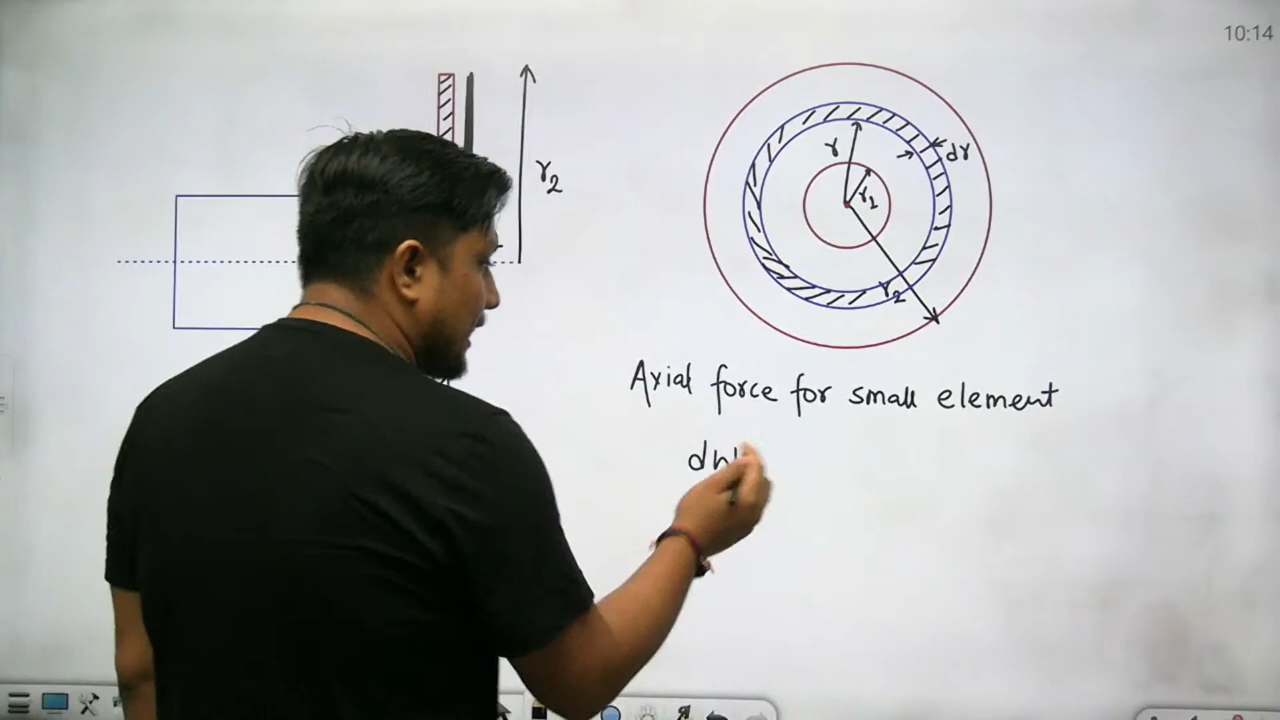 10:14
r₂
r
dr
r₁
r₂
Axial force for small element
dw